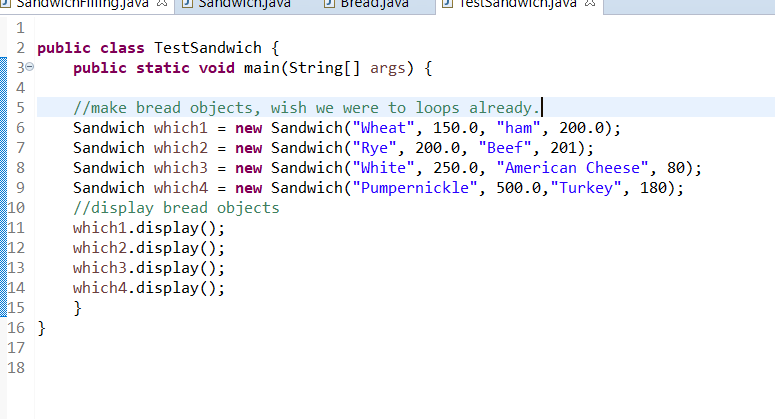 SandwichFilling.java Sandwich.java Bread.java TestSandwich.java
1
2 public class TestSandwich {
3 public static void main(String[] args) {
4
5 //make bread objects, wish we were to loops already.
6 Sandwich which1 = new Sandwich("Wheat", 150.0, "ham", 200.0);
7 Sandwich which2 = new Sandwich("Rye", 200.0, "Beef", 201);
8 Sandwich which3 = new Sandwich("White", 250.0, "American Cheese", 80);
9 Sandwich which4 = new Sandwich("Pumpernickle", 500.0,"Turkey", 180);
10 //display bread objects
11 which1.display();
12 which2.display();
13 which3.display();
14 which4.display();
15 }
16 }
17
18